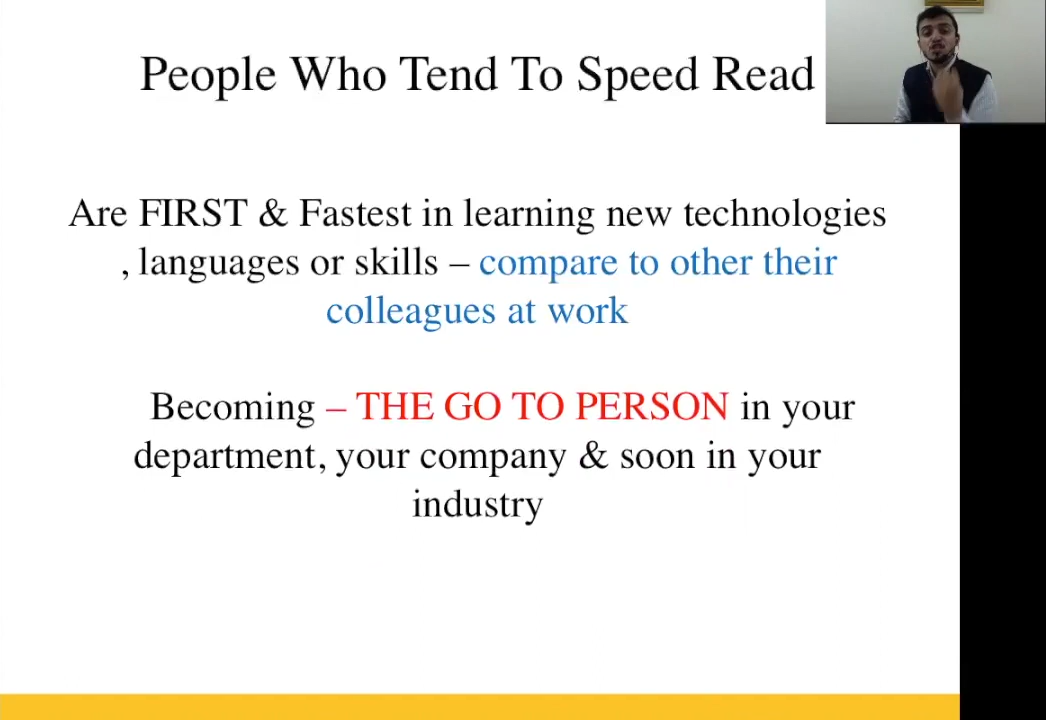 People Who Tend To Speed Read
Are FIRST & Fastest in learning new technologies
, languages or skills – compare to other their
colleagues at work
Becoming – THE GO TO PERSON in your
department, your company & soon in your
industry